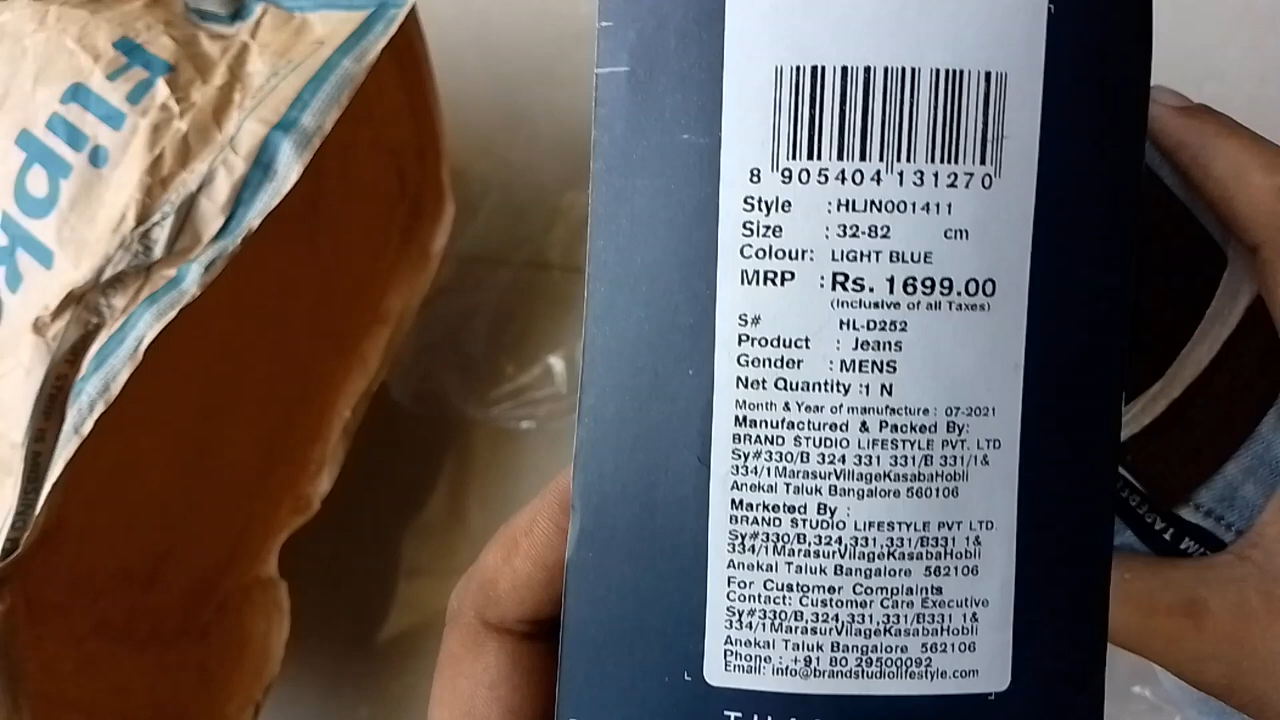 Flipk
8 905404 131270
Style : HLJN001411
Size : 32-82 cm
Colour: LIGHT BLUE
MRP : Rs. 1699.00
(Inclusive of all Taxes)
S# HL-D252
Product : Jeans
Gender : MENS
Net Quantity :1 N
Month & Year of manufacture : 07-2021
Manufactured & Packed By:
BRAND STUDIO LIFESTYLE PVT. LTD
Sy#330/B 324 331 331/B 331/1&
334/1MarasurVillageKasabaHobli
Anekal Taluk Bangalore 560106
Marketed By :
BRAND STUDIO LIFESTYLE PVT LTD.
Sy#330/B,324,331,331/B331 1&
334/1MarasurVilageKasabaHobli
Anekal Taluk Bangalore 562106
For Customer Complaints
Contact: Customer Care Executive
Sy#330/B,324,331,331/B331 1&
334/1MarasurVilageKasabaHobli
Anekal Taluk Bangalore 562106
Phone : +91 80 29500092
Email: info@brandstudiolifestyle.com